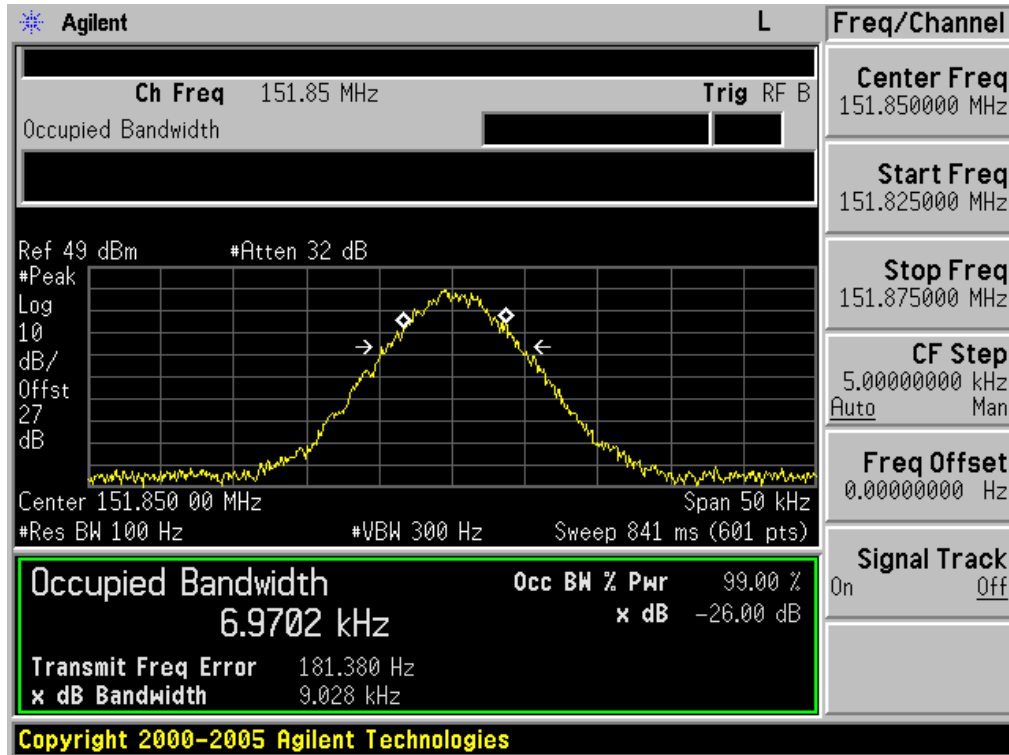 Agilent L
Ch Freq 151.85 MHz Trig RF B
Occupied Bandwidth
Ref 49 dBm #Atten 32 dB
#Peak
Log
10
dB/
Offst
27
dB
Center 151.850 00 MHz Span 50 kHz
#Res BW 100 Hz #VBW 300 Hz Sweep 841 ms (601 pts)
Occupied Bandwidth Occ BW % Pwr 99.00 %
6.9702 kHz x dB -26.00 dB
Transmit Freq Error 181.380 Hz
x dB Bandwidth 9.028 kHz
Copyright 2000-2005 Agilent Technologies
Freq/Channel
Center Freq
151.850000 MHz
Start Freq
151.825000 MHz
Stop Freq
151.875000 MHz
CF Step
5.00000000 kHz
Auto Man
Freq Offset
0.00000000 Hz
Signal Track
On Off